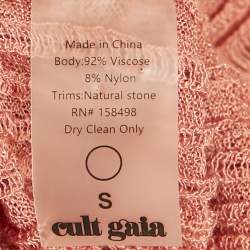 Made in China
Body:92% Viscose
8% Nylon
Trims:Natural stone
RN# 158498
Dry Clean Only
S
cult gaia